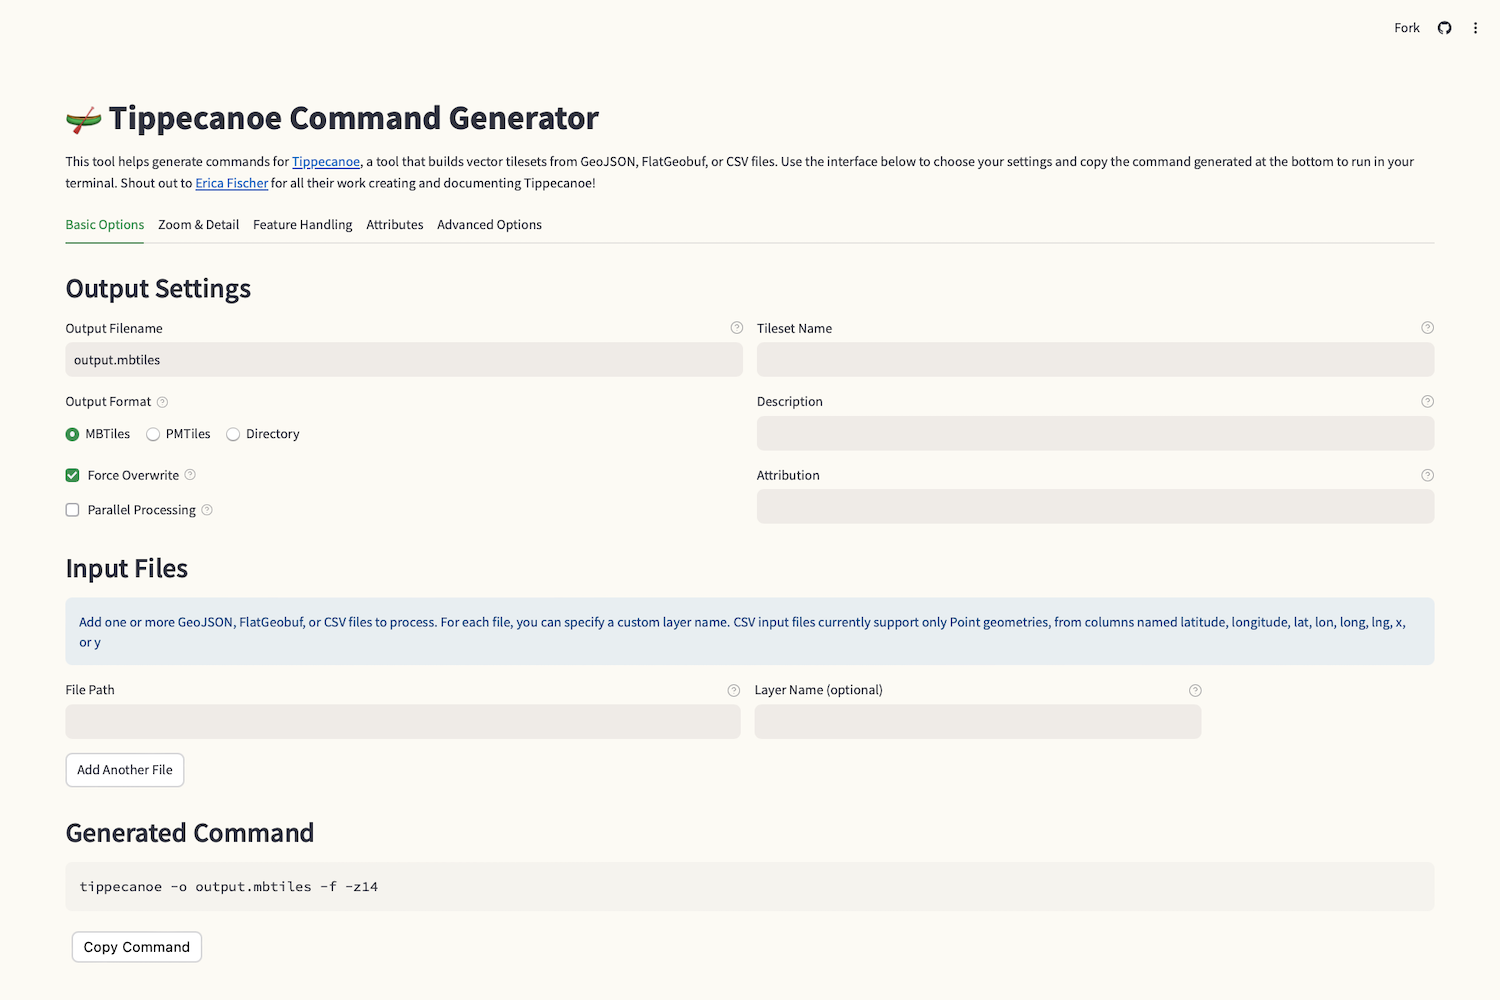 Fork
Tippecanoe Command Generator
This tool helps generate commands for Tippecanoe, a tool that builds vector tilesets from GeoJSON, FlatGeobuf, or CSV files. Use the interface below to choose your settings and copy the command generated at the bottom to run in your
terminal. Shout out to Erica Fischer for all their work creating and documenting Tippecanoe!
Basic Options Zoom & Detail Feature Handling Attributes Advanced Options
Output Settings
Output Filename
output.mbtiles
Output Format
MBTiles PMTiles Directory
Force Overwrite
Parallel Processing
Tileset Name
Description
Attribution
Input Files
Add one or more GeoJSON, FlatGeobuf, or CSV files to process. For each file, you can specify a custom layer name. CSV input files currently support only Point geometries, from columns named latitude, longitude, lat, lon, long, lng, x,
or y
File Path
Layer Name (optional)
Add Another File
Generated Command
tippecanoe -o output.mbtiles -f -z14
Copy Command